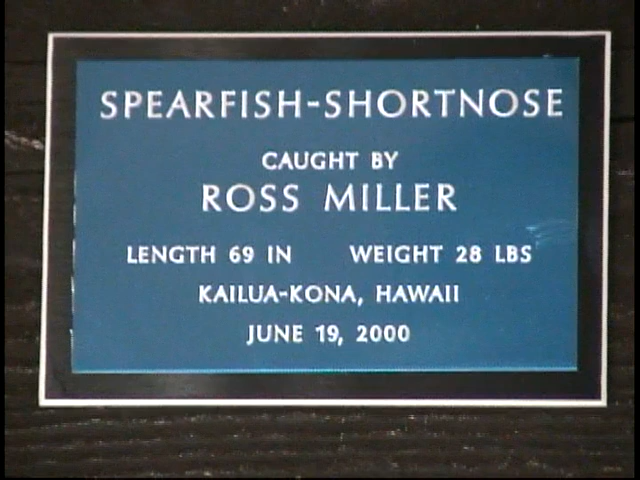 SPEARFISH-SHORTNOSE
CAUGHT BY
ROSS MILLER
LENGTH 69 IN WEIGHT 28 LBS
KAILUA-KONA, HAWAII
JUNE 19, 2000